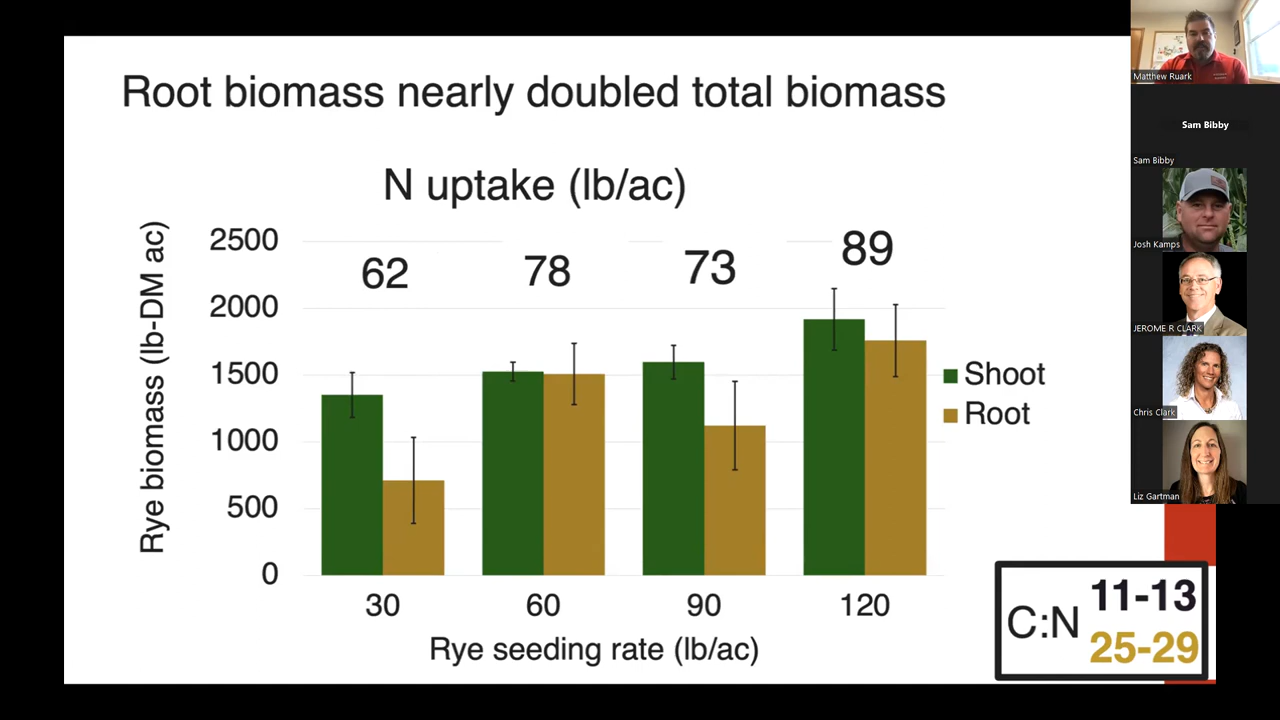 Root biomass nearly doubled total biomass
N uptake (lb/ac)
Rye biomass (lb-DM ac)
2500
2000
1500
1000
500
0
62
78
73
89
Shoot
Root
30
60
90
120
Rye seeding rate (lb/ac)
C:N
11-13
25-29
Matthew Ruark
Sam Bibby
Sam Bibby
Josh Kamps
JEROME R CLARK
Chris Clark
Liz Gartman